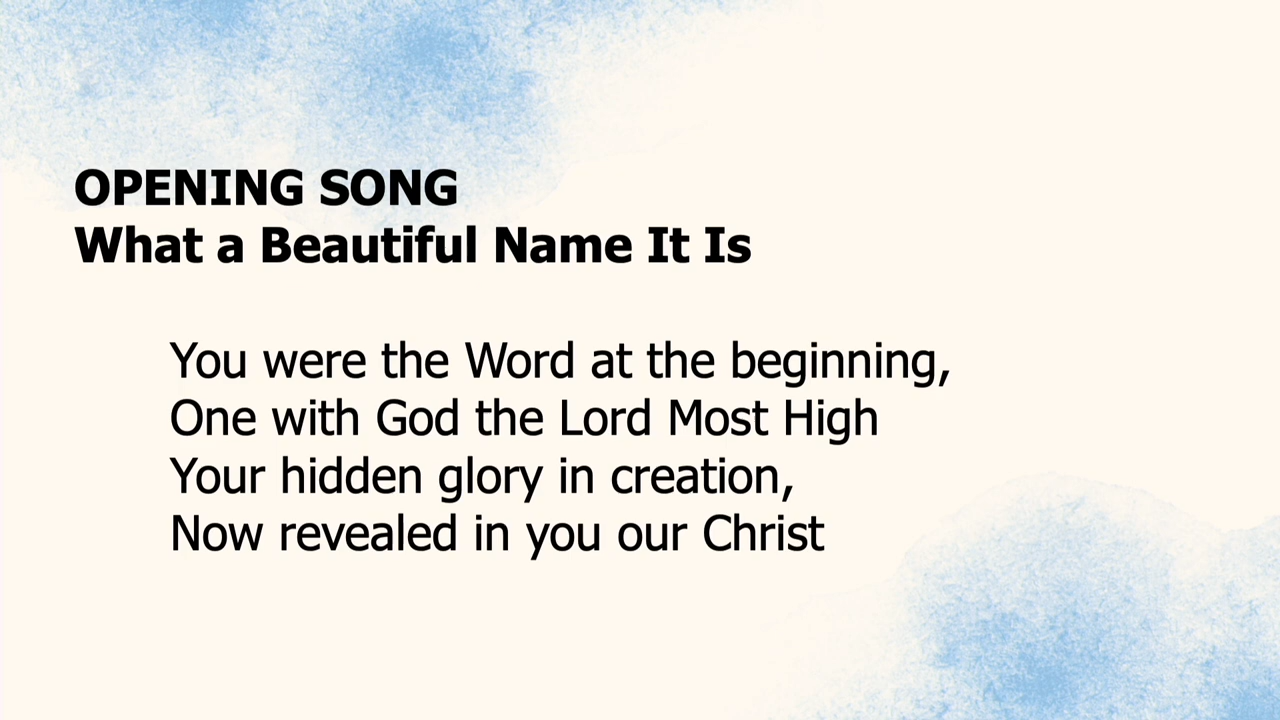 OPENING SONG
What a Beautiful Name It Is
You were the Word at the beginning,
One with God the Lord Most High
Your hidden glory in creation,
Now revealed in you our Christ